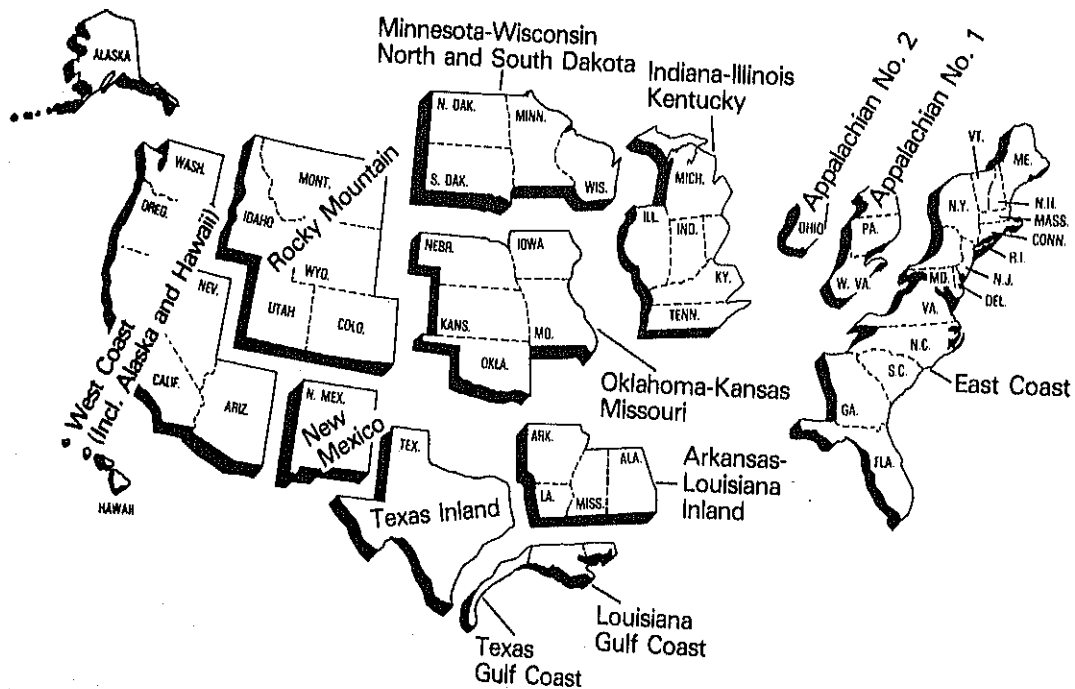 Minnesota-Wisconsin
North and South Dakota
Indiana-Illinois
Kentucky
Appalachian No. 2
Appalachian No. 1
ALASKA
WASH.
OREG.
NEV.
CALIF.
ARIZ.
West Coast
(Incl. Alaska and Hawaii)
HAWAII
MONT.
IDAHO
WYO.
UTAH
COLO.
Rocky Mountain
N. DAK.
MINN.
S. DAK.
WIS.
MICH.
ILL.
IND.
KY.
TENN.
OHIO
PA.
W. VA.
VT.
ME.
N.Y.
N.H.
MASS.
CONN.
R.I.
N.J.
DEL.
MD.
VA.
N.C.
S.C.
GA.
FLA.
East Coast
NEBR.
IOWA
KANS.
MO.
OKLA.
Oklahoma-Kansas
Missouri
N. MEX.
New
Mexico
TEX.
Texas Inland
ARK.
ALA.
LA.
MISS.
Arkansas-
Louisiana
Inland
Louisiana
Gulf Coast
Texas
Gulf Coast